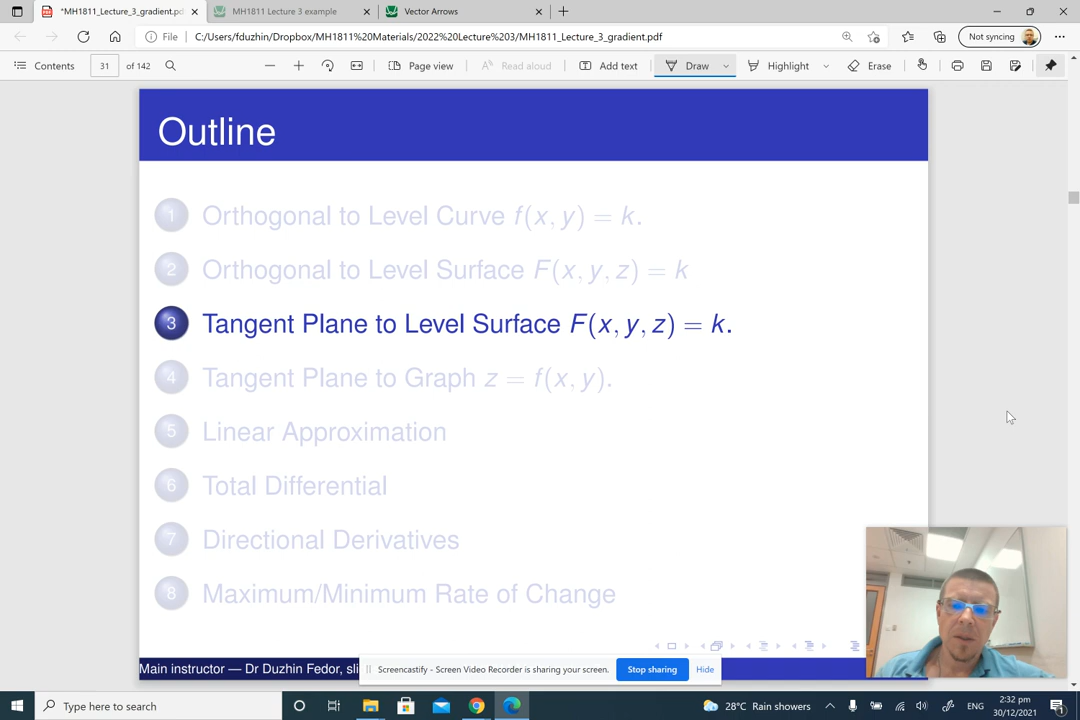 *MH1811_Lecture_3_gradient.pdf
MH1811 Lecture 3 example
Vector Arrows
File
C:/Users/fduzhin/Dropbox/MH1811%20Materials/2022%20Lecture%203/MH1811_Lecture_3_gradient.pdf
Not syncing
Contents
31
of 142
Page view
Read aloud
Add text
Draw
Highlight
Erase
Outline
1 Orthogonal to Level Curve f(x, y) = k.
2 Orthogonal to Level Surface F(x, y, z) = k
3 Tangent Plane to Level Surface F(x, y, z) = k.
4 Tangent Plane to Graph z = f(x, y).
5 Linear Approximation
6 Total Differential
7 Directional Derivatives
8 Maximum/Minimum Rate of Change
Main instructor — Dr Duzhin Fedor,
Screencastify - Screen Video Recorder is sharing your screen.
Stop sharing
Hide
Type here to search
28°C Rain showers
ENG
2:32 pm
30/12/2021
1